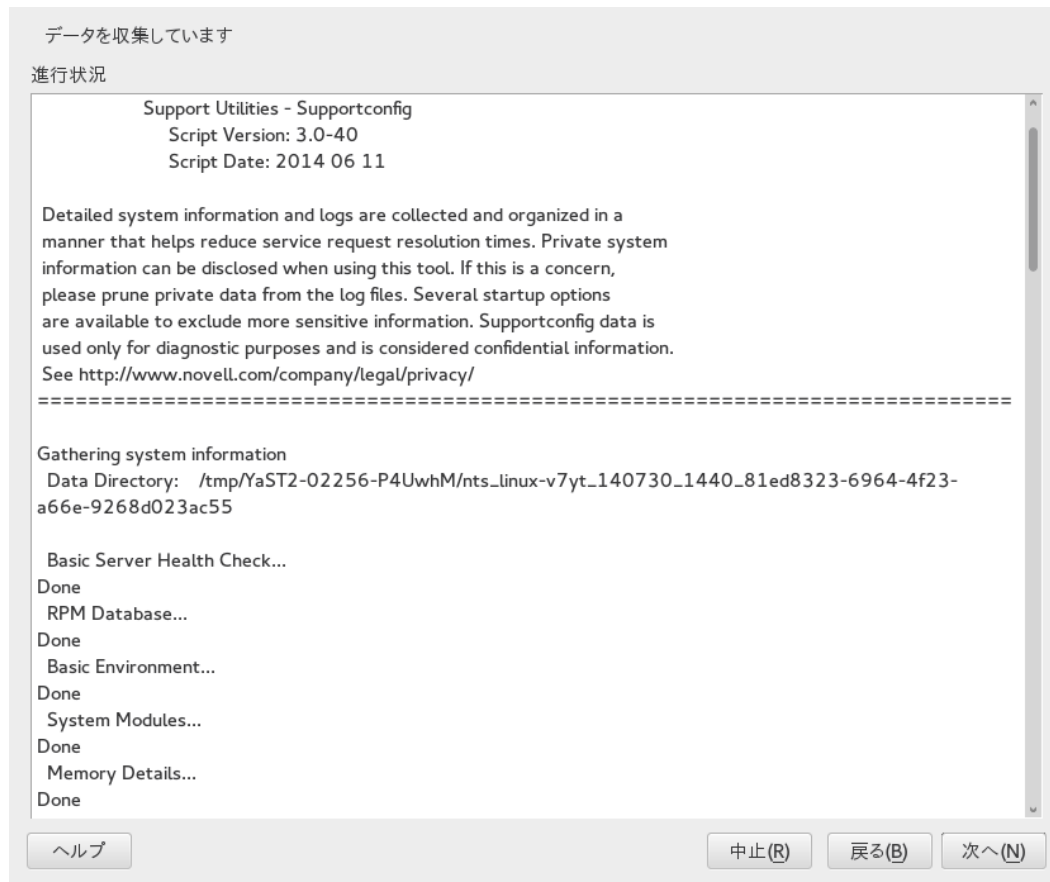 データを収集しています
進行状況
Support Utilities - Supportconfig
Script Version: 3.0-40
Script Date: 2014 06 11
Detailed system information and logs are collected and organized in a
manner that helps reduce service request resolution times. Private system
information can be disclosed when using this tool. If this is a concern,
please prune private data from the log files. Several startup options
are available to exclude more sensitive information. Supportconfig data is
used only for diagnostic purposes and is considered confidential information.
See http://www.novell.com/company/legal/privacy/
=============================================================================
Gathering system information
Data Directory: /tmp/YaST2-02256-P4UwhM/nts_linux-v7yt_140730_1440_81ed8323-6964-4f23-
a66e-9268d023ac55
Basic Server Health Check...
Done
RPM Database...
Done
Basic Environment...
Done
System Modules...
Done
Memory Details...
Done
ヘルプ 中止(R) 戻る(B) 次へ(N)